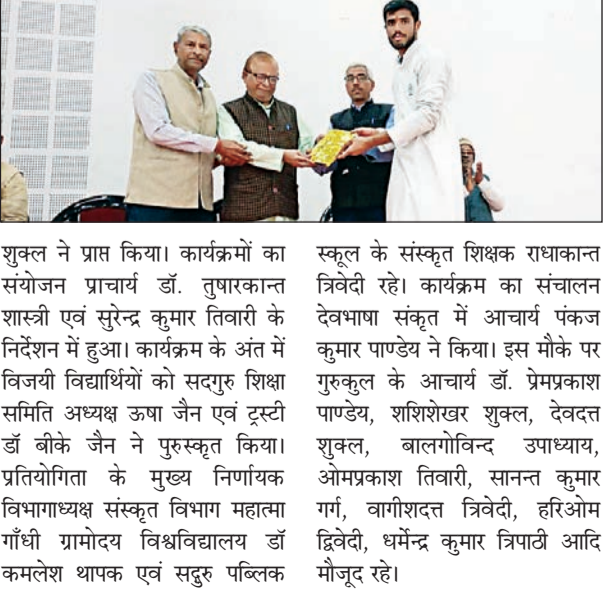 शुक्ल ने प्राप्त किया। कार्यक्रमों का
संयोजन प्राचार्य डॉ. तुषारकान्त
शास्त्री एवं सुरेन्द्र कुमार तिवारी के
निर्देशन में हुआ। कार्यक्रम के अंत में
विजयी विद्यार्थियों को सदगुरु शिक्षा
समिति अध्यक्ष ऊषा जैन एवं ट्रस्टी
डॉ बीके जैन ने पुरुस्कृत किया।
प्रतियोगिता के मुख्य निर्णायक
विभागाध्यक्ष संस्कृत विभाग महात्मा
गाँधी ग्रामोदय विश्वविद्यालय डॉ
कमलेश थापक एवं सद्गुरु पब्लिक
स्कूल के संस्कृत शिक्षक राधाकान्त
त्रिवेदी रहे। कार्यक्रम का संचालन
देवभाषा संकृत में आचार्य पंकज
कुमार पाण्डेय ने किया। इस मौके पर
गुरुकुल के आचार्य डॉ. प्रेमप्रकाश
पाण्डेय, शशिशेखर शुक्ल, देवदत्त
शुक्ल, बालगोविन्द उपाध्याय,
ओमप्रकाश तिवारी, सानन्त कुमार
गर्ग, वागीशदत्त त्रिवेदी, हरिओम
द्विवेदी, धर्मेन्द्र कुमार त्रिपाठी आदि
मौजूद रहे।